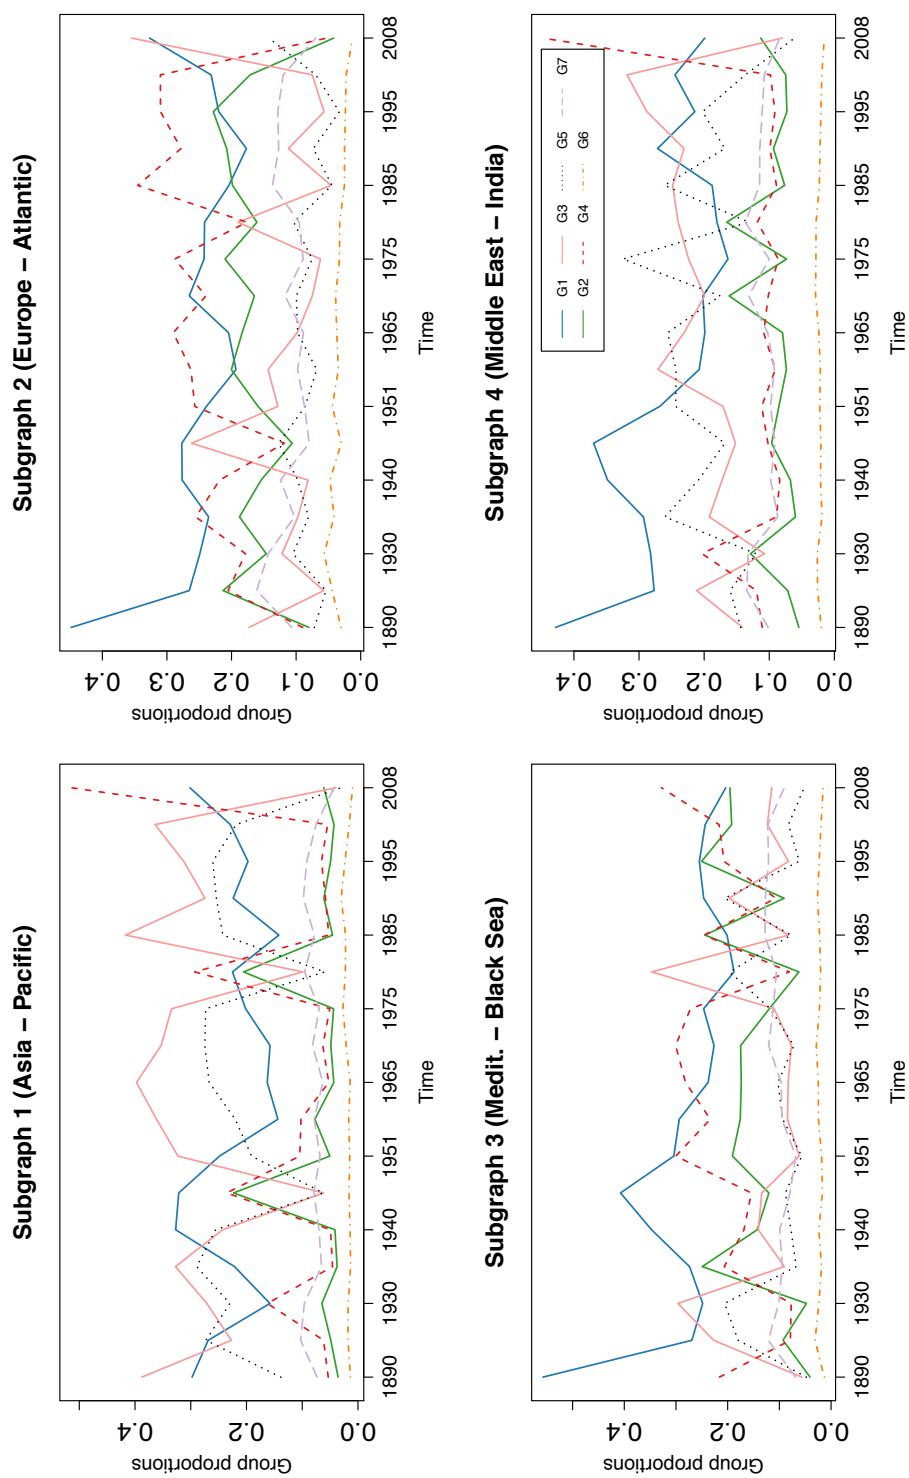 Subgraph 1 (Asia – Pacific)
Group proportions
0.2
0.0
1890 1930 1940 1951 1965 1975 1985 1995 2008
Time
Subgraph 2 (Europe – Atlantic)
Group proportions
0.4
0.3
0.2
0.1
0.0
1890 1930 1940 1951 1965 1975 1985 1995 2008
Time
Subgraph 3 (Medit. – Black Sea)
Group proportions
0.4
0.2
0.0
1890 1930 1940 1951 1965 1975 1985 1995 2008
Time
Subgraph 4 (Middle East – India)
Group proportions
0.4
0.3
0.2
0.1
0.0
G1 G3 G5 G7
G2 G4 G6
1890 1930 1940 1951 1965 1975 1985 1995 2008
Time